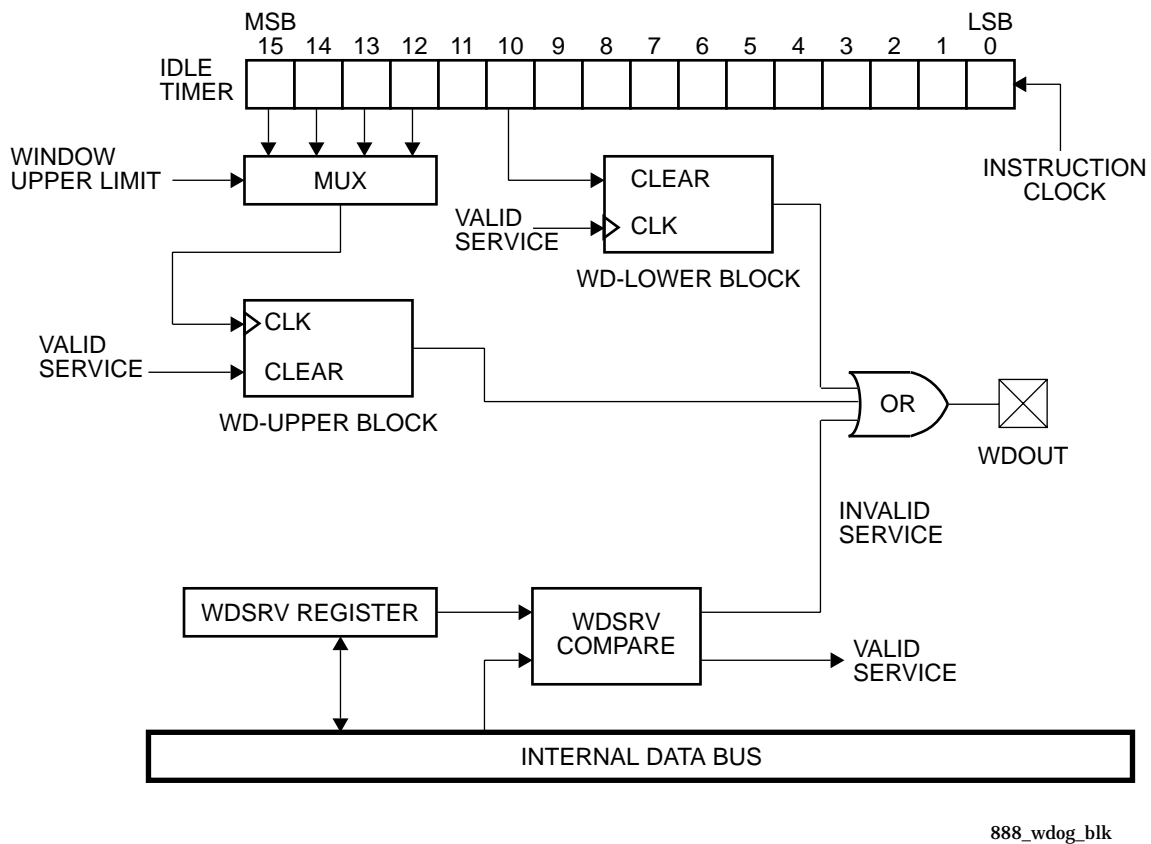 MSB LSB
15 14 13 12 11 10 9 8 7 6 5 4 3 2 1 0
IDLE
TIMER
WINDOW
UPPER LIMIT
MUX
INSTRUCTION
CLOCK
CLEAR
VALID
SERVICE
CLK
WD-LOWER BLOCK
CLK
VALID
SERVICE
CLEAR
WD-UPPER BLOCK
OR
WDOUT
INVALID
SERVICE
WDSRV REGISTER
WDSRV
COMPARE
VALID
SERVICE
INTERNAL DATA BUS
888_wdog_blk